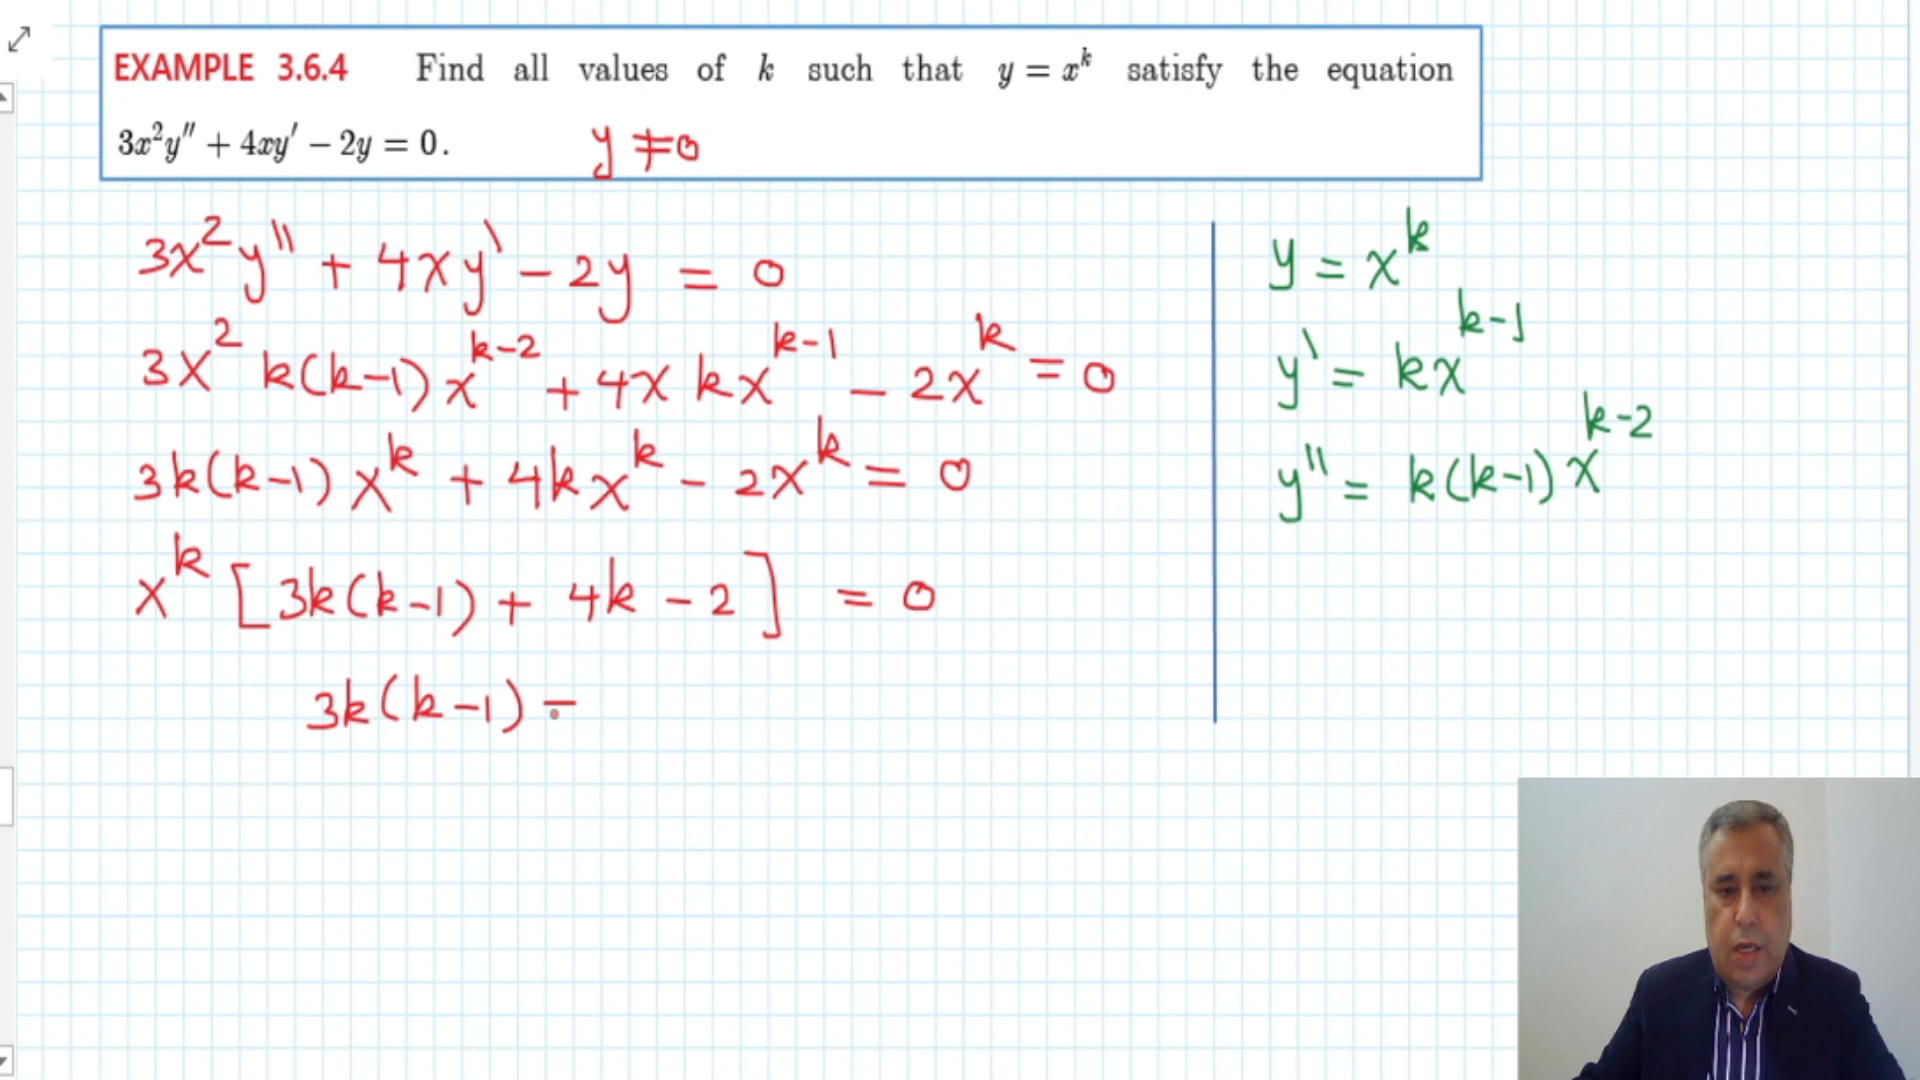 EXAMPLE 3.6.4 Find all values of k such that y = x^k satisfy the equation
3x²y″ + 4xy′ − 2y = 0. y ≠ 0
3x² y″ + 4xy′ − 2y = 0
3x² k(k−1) x^{k−2} + 4x kx^{k−1} − 2x^k = 0
3k(k−1) x^k + 4kx^k − 2x^k = 0
x^k [3k(k−1) + 4k − 2] = 0
3k(k−1) −
y = x^k
y′ = kx^{k−1}
y″ = k(k−1) x^{k−2}